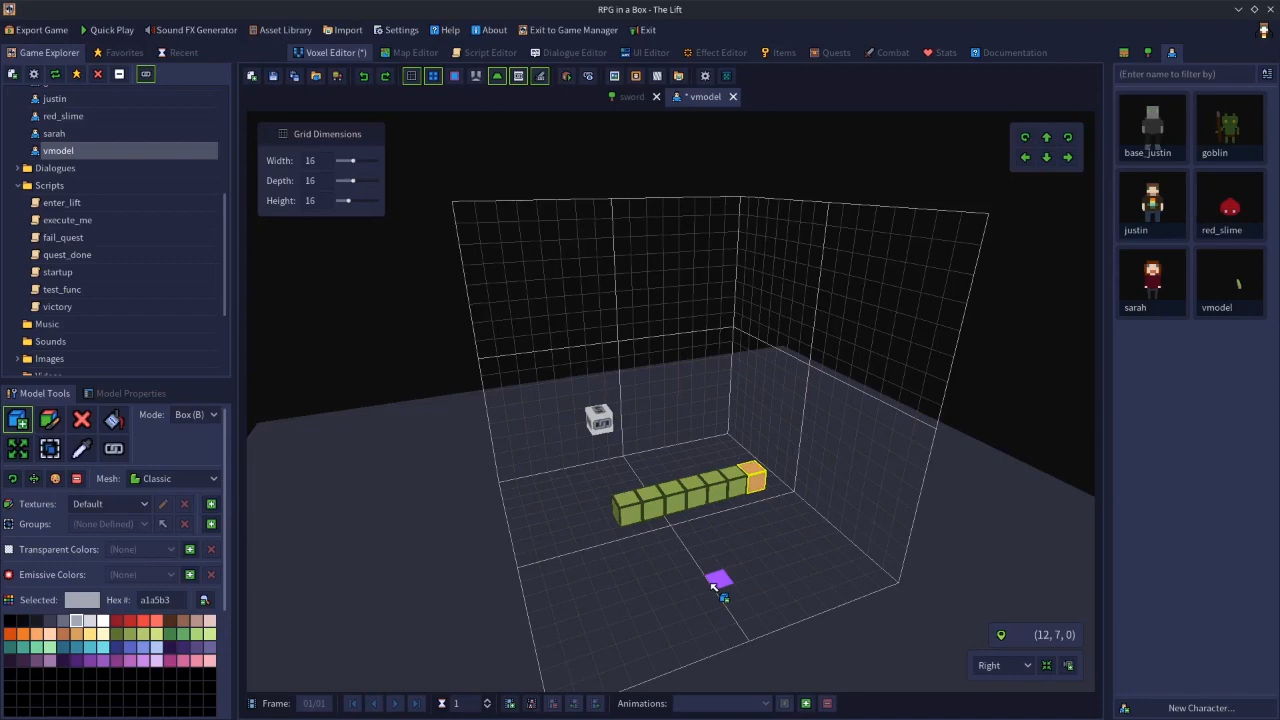 RPG in a Box - The Lift
Export Game Quick Play Sound FX Generator Asset Library Import Settings Help About Exit to Game Manager Exit
Game Explorer Favorites Recent Voxel Editor (*) Map Editor Script Editor Dialogue Editor UI Editor Effect Editor Items Quests Combat Stats Documentation
(Enter name to filter by)
sword * vmodel
justin
red_slime
sarah
vmodel
Dialogues
Scripts
enter_lift
execute_me
fail_quest
quest_done
startup
test_func
victory
Music
Sounds
Images
Grid Dimensions
Width: 16
Depth: 16
Height: 16
base_justin goblin
justin red_slime
sarah vmodel
Model Tools Model Properties
Mode: Box (B)
Mesh: Classic
Textures: Default
Groups: (None Defined)
Transparent Colors: (None)
Emissive Colors: (None)
Selected: Hex #: a1a5b3
(12, 7, 0)
Right
Frame: 01/01 1 Animations:
New Character...